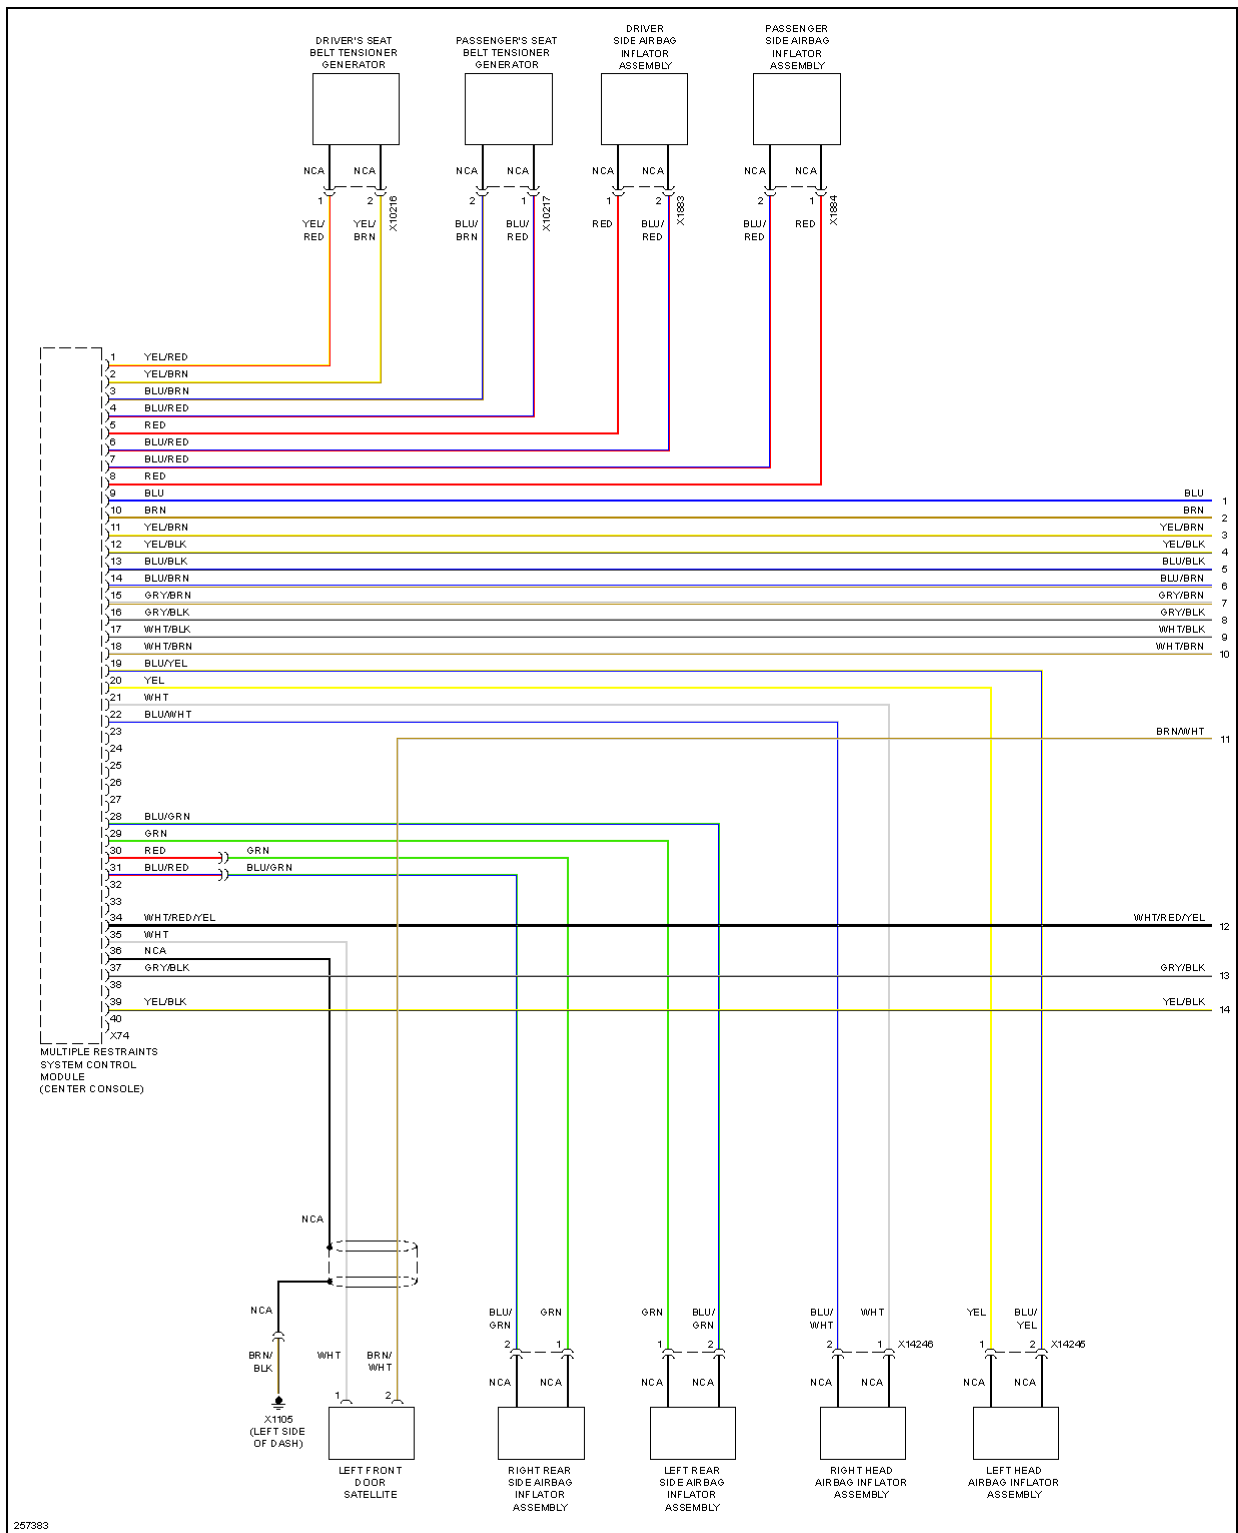 DRIVER'S SEAT
BELT TENSIONER
GENERATOR
PASSENGER'S SEAT
BELT TENSIONER
GENERATOR
DRIVER
SIDE AIRBAG
INFLATOR
ASSEMBLY
PASSENGER
SIDE AIRBAG
INFLATOR
ASSEMBLY
NCA NCA NCA NCA NCA NCA NCA NCA
1 2 X10216 2 1 X10217 1 2 X1883 2 1 X1884
YEL/ YEL/ BLU/ BLU/ RED BLU/ BLU/ RED
RED BRN BRN RED RED RED
1 YEL/RED
2 YEL/BRN
3 BLU/BRN
4 BLU/RED
5 RED
6 BLU/RED
7 BLU/RED
8 RED
9 BLU BLU 1
10 BRN BRN 2
11 YEL/BRN YEL/BRN 3
12 YEL/BLK YEL/BLK 4
13 BLU/BLK BLU/BLK 5
14 BLU/BRN BLU/BRN 6
15 GRY/BRN GRY/BRN 7
16 GRY/BLK GRY/BLK 8
17 WHT/BLK WHT/BLK 9
18 WHT/BRN WHT/BRN 10
19 BLU/YEL
20 YEL
21 WHT
22 BLU/WHT
23
BRN/WHT 11
24
25
26
27
28 BLU/GRN
29 GRN
30 RED GRN
31 BLU/RED BLU/GRN
32
33
34 WHT/RED/YEL WHT/RED/YEL 12
35 WHT
36 NCA
37 GRY/BLK GRY/BLK 13
38
39 YEL/BLK YEL/BLK 14
40
X74
MULTIPLE RESTRAINTS
SYSTEM CONTROL
MODULE
(CENTER CONSOLE)
NCA
NCA
BLU/ GRN GRN BLU/ BLU/ WHT YEL BLU/
GRN GRN WHT YEL
2 1 1 2 2 1 X14246 1 2 X14245
BRN/ WHT BRN/
BLK WHT
NCA NCA NCA NCA NCA NCA NCA NCA
1 2
X1105
(LEFT SIDE
OF DASH)
LEFT FRONT
DOOR
SATELLITE
RIGHT REAR
SIDE AIRBAG
INFLATOR
ASSEMBLY
LEFT REAR
SIDE AIRBAG
INFLATOR
ASSEMBLY
RIGHT HEAD
AIRBAG INFLATOR
ASSEMBLY
LEFT HEAD
AIRBAG INFLATOR
ASSEMBLY
257383